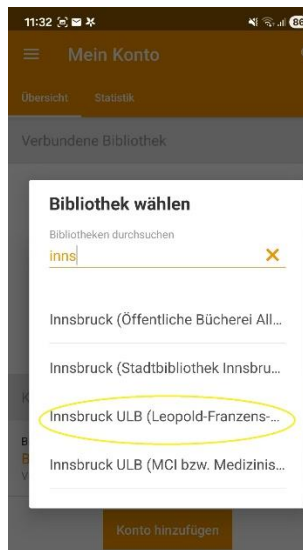 11:32
86
Mein Konto
Übersicht Statistik
Verbundene Bibliothek
Bibliothek wählen
Bibliotheken durchsuchen
inns
Innsbruck (Öffentliche Bücherei All...
Innsbruck (Stadtbibliothek Innsbru...
Innsbruck ULB (Leopold-Franzens-...
Innsbruck ULB (MCI bzw. Medizinis...
Konto hinzufügen